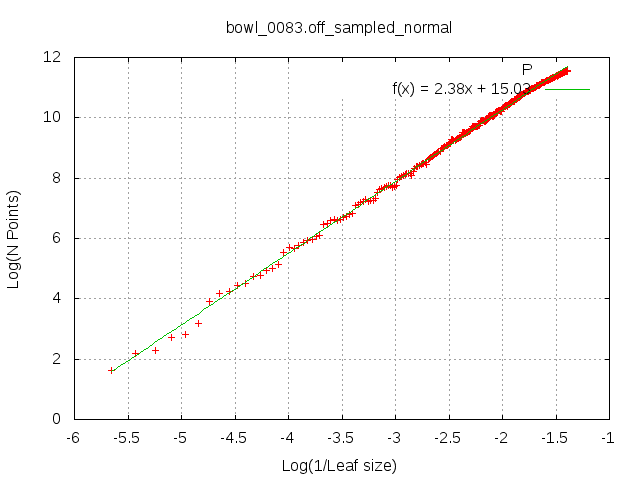 bowl_0083.off_sampled_normal
12
10
8
6
4
2
0
Log(N Points)
P
f(x) = 2.38x + 15.03
-6 -5.5 -5 -4.5 -4 -3.5 -3 -2.5 -2 -1.5 -1
Log(1/Leaf size)